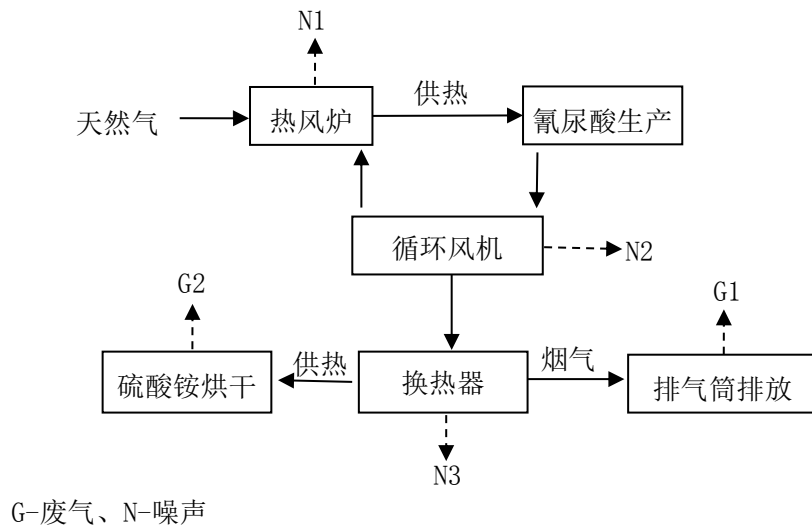 N1
供热
天然气
热风炉
氰尿酸生产
循环风机
N2
G2
G1
供热
烟气
硫酸铵烘干
换热器
排气筒排放
N3
G-废气、N-噪声